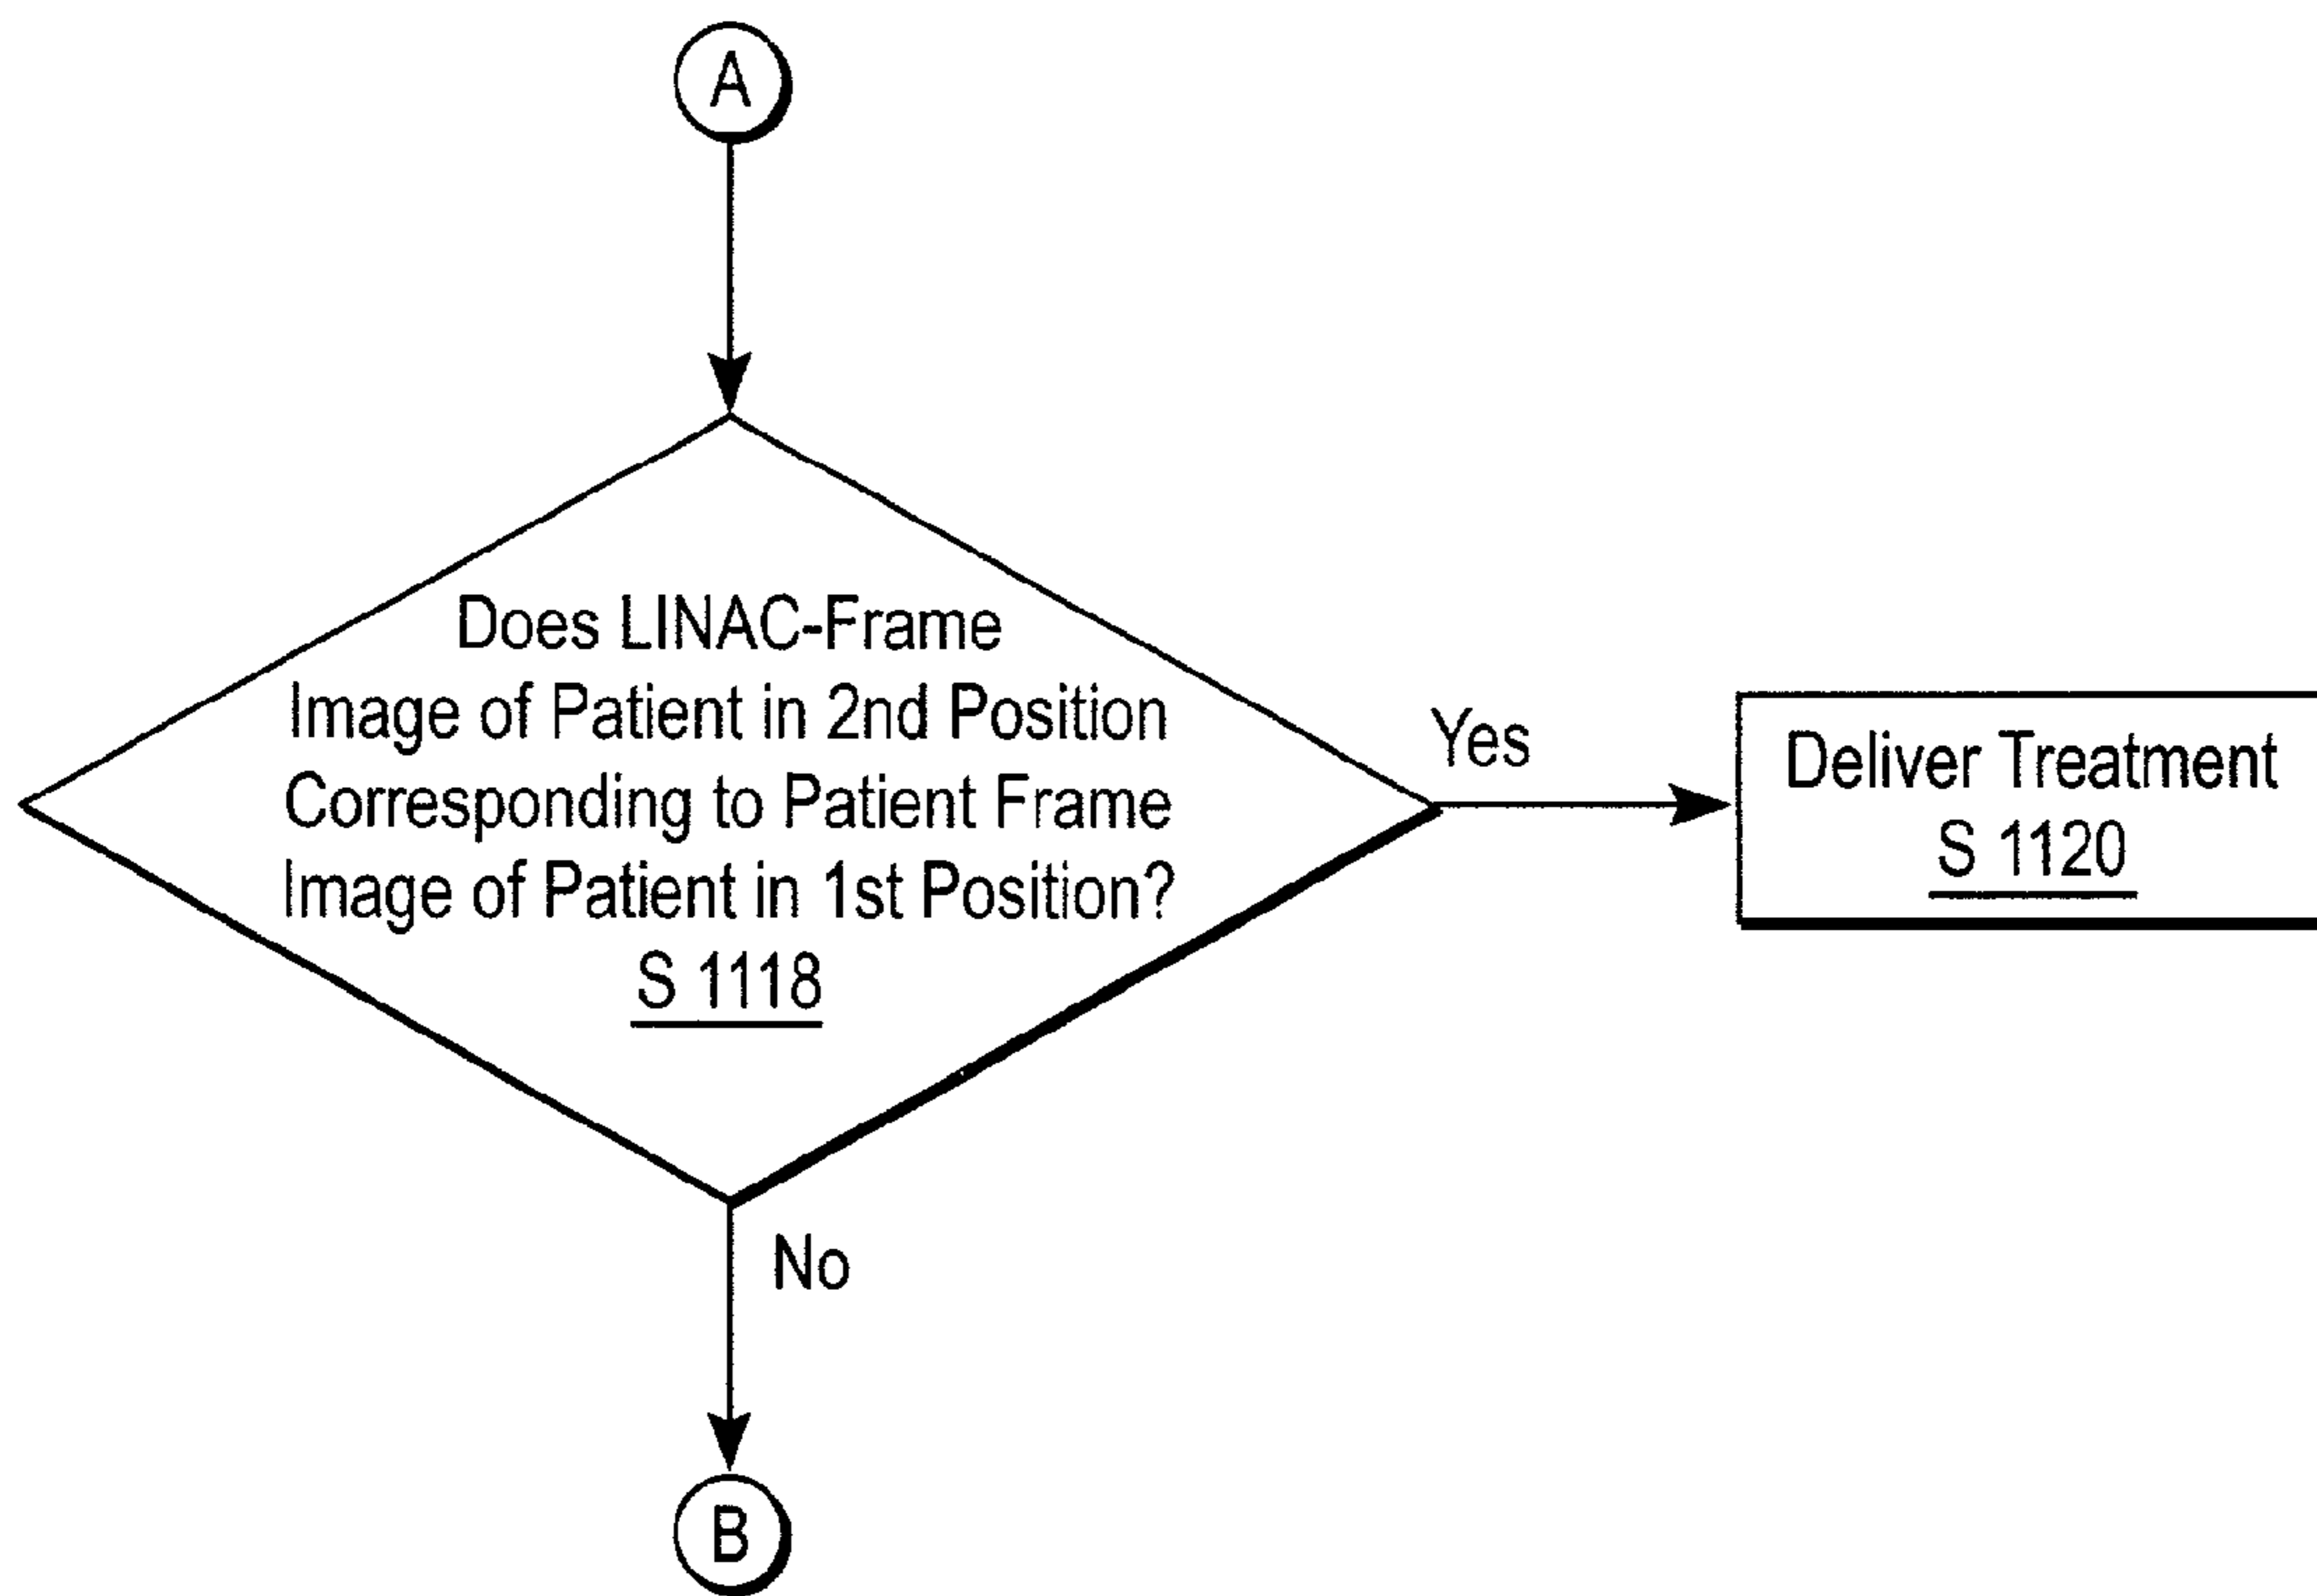 A
Does LINAC-Frame
Image of Patient in 2nd Position
Corresponding to Patient Frame
Image of Patient in 1st Position?
S 1118
Yes
Deliver Treatment
S 1120
No
B